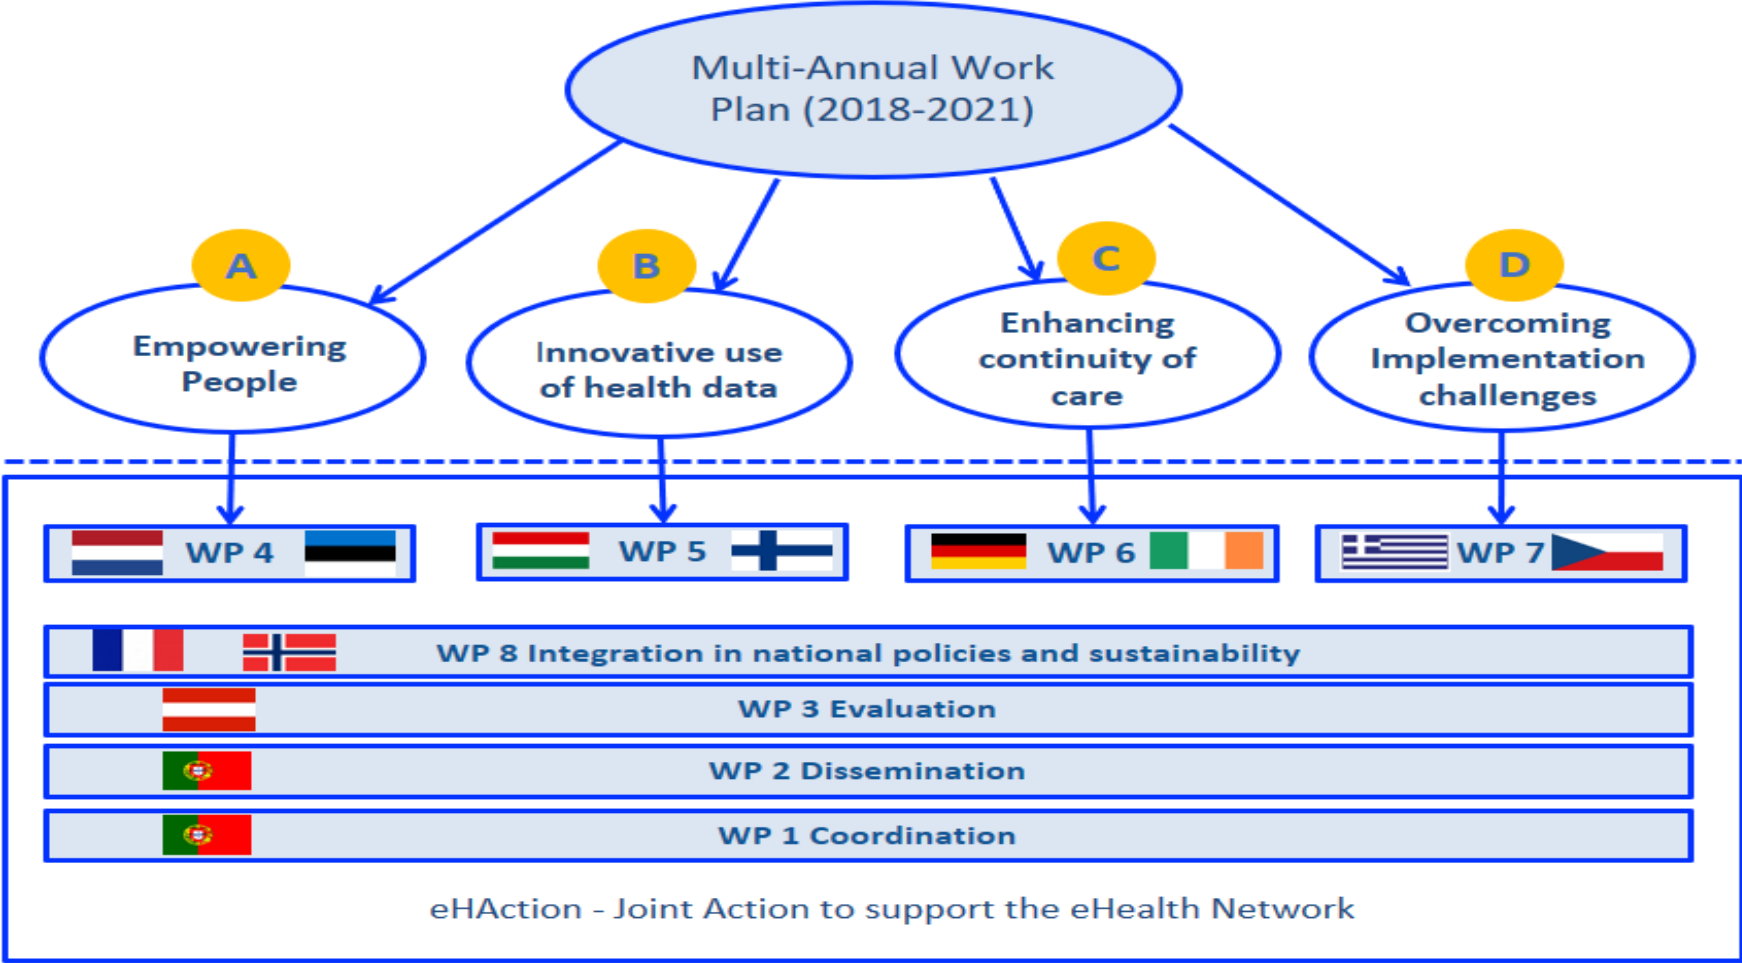 Multi-Annual Work
Plan (2018-2021)
A
B
C
D
Empowering
People
Innovative use
of health data
Enhancing
continuity of
care
Overcoming
Implementation
challenges
WP 4
WP 5
WP 6
WP 7
WP 8 Integration in national policies and sustainability
WP 3 Evaluation
WP 2 Dissemination
WP 1 Coordination
eHAction - Joint Action to support the eHealth Network